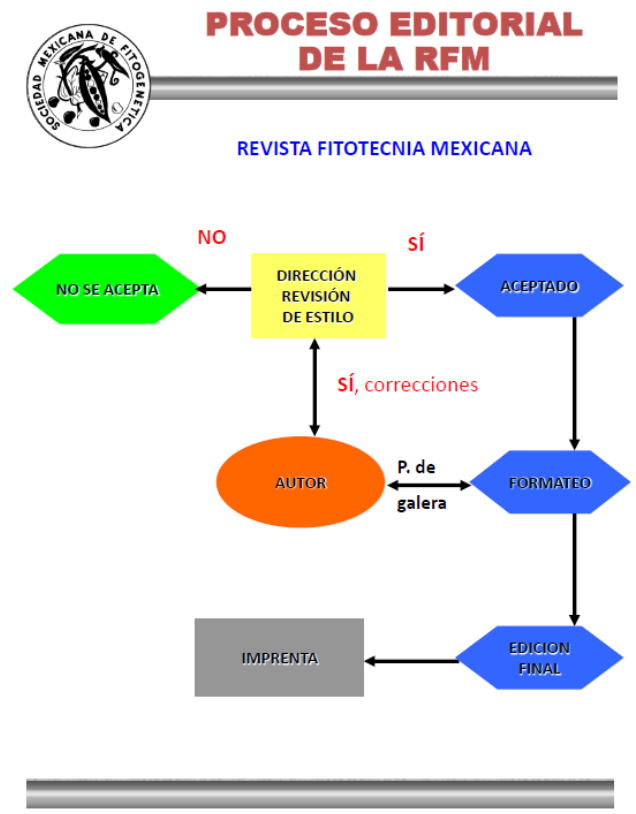 PROCESO EDITORIAL
DE LA RFM
SOCIEDAD MEXICANA DE FITOGENETICA
REVISTA FITOTECNIA MEXICANA
NO
SÍ
NO SE ACEPTA
DIRECCIÓN
REVISIÓN
DE ESTILO
ACEPTADO
SÍ, correcciones
AUTOR
P. de
galera
FORMATEO
IMPRENTA
EDICION
FINAL